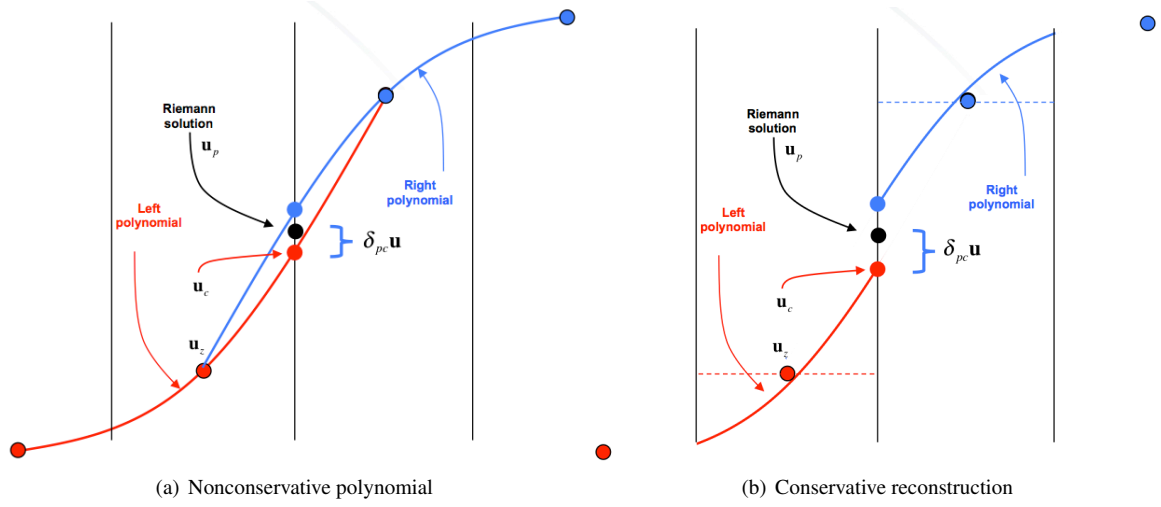 Riemann
solution
u_p
Left
polynomial
Right
polynomial
δ_pc u
u_c
u_z
(a) Nonconservative polynomial
Riemann
solution
u_p
Left
polynomial
Right
polynomial
δ_pc u
u_c
u_z
(b) Conservative reconstruction